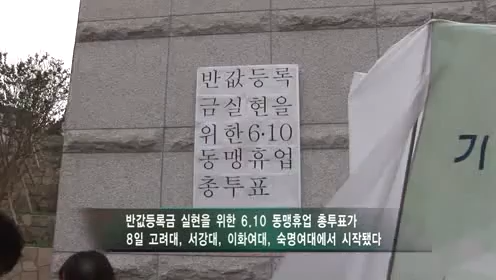 반값등록
금실현을
위한6·10
동맹휴업
총투표
기
반값등록금 실현을 위한 6.10 동맹휴업 총투표가
8일 고려대, 서강대, 이화여대, 숙명여대에서 시작됐다